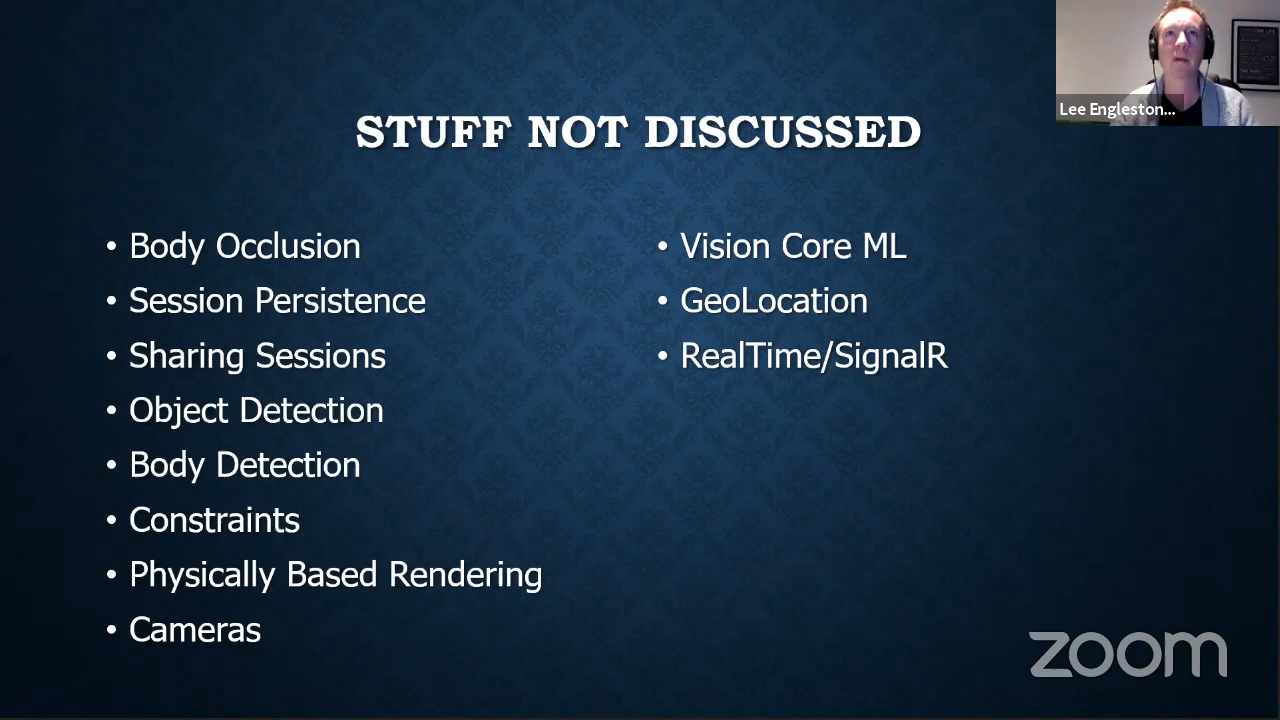 STUFF NOT DISCUSSED
• Body Occlusion
• Session Persistence
• Sharing Sessions
• Object Detection
• Body Detection
• Constraints
• Physically Based Rendering
• Cameras
• Vision Core ML
• GeoLocation
• RealTime/SignalR
Lee Engleston...
zoom